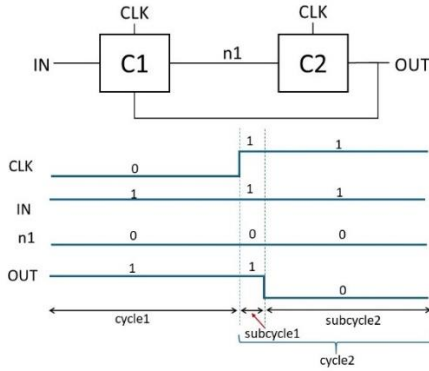 CLK CLK
IN C1 n1 C2 OUT
1 1
CLK 0
1 1 1
IN
n1 0 0 0
OUT 1 1
0
cycle1 subcycle2
subcycle1
cycle2